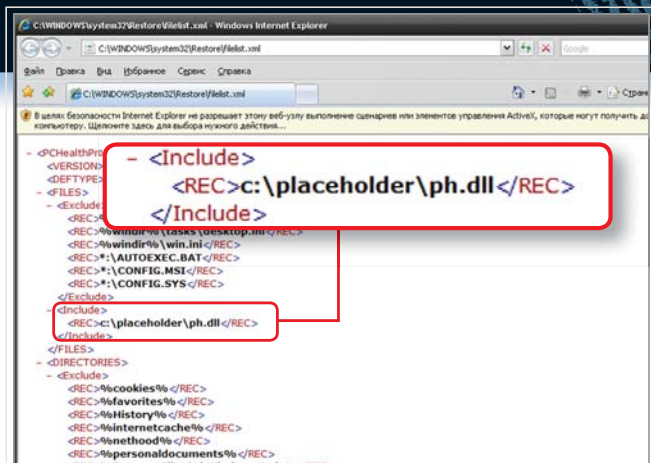 C:\WINDOWS\system32\Restore\filelist.xml - Windows Internet Explorer
C:\WINDOWS\system32\Restore\filelist.xml
Google
Файл Правка Вид Избранное Сервис Справка
C:\WINDOWS\system32\Restore\filelist.xml
Стран
В целях безопасности Internet Explorer не разрешает этому веб-узлу выполнение сценариев или элементов управления ActiveX, которые могут получить до
компьютеру. Щелкните здесь для выбора нужного действия...
- <PCHealthPro
<VERSION>
<DEFTYPE>
- <FILES>
- <Exclude>
<REC>%
<REC>%windir%\tasks\desktop.ini</REC>
<REC>%windir%\win.ini</REC>
<REC>*:\AUTOEXEC.BAT</REC>
<REC>*:\CONFIG.MSI</REC>
<REC>*:\CONFIG.SYS</REC>
</Exclude>
- <Include>
<REC>c:\placeholder\ph.dll</REC>
</Include>
</FILES>
- <DIRECTORIES>
- <Exclude>
<REC>%cookies%</REC>
<REC>%favorites%</REC>
<REC>%History%</REC>
<REC>%internetcache%</REC>
<REC>%nethood%</REC>
<REC>%personaldocuments%</REC>
- <Include>
<REC>c:\placeholder\ph.dll</REC>
</Include>